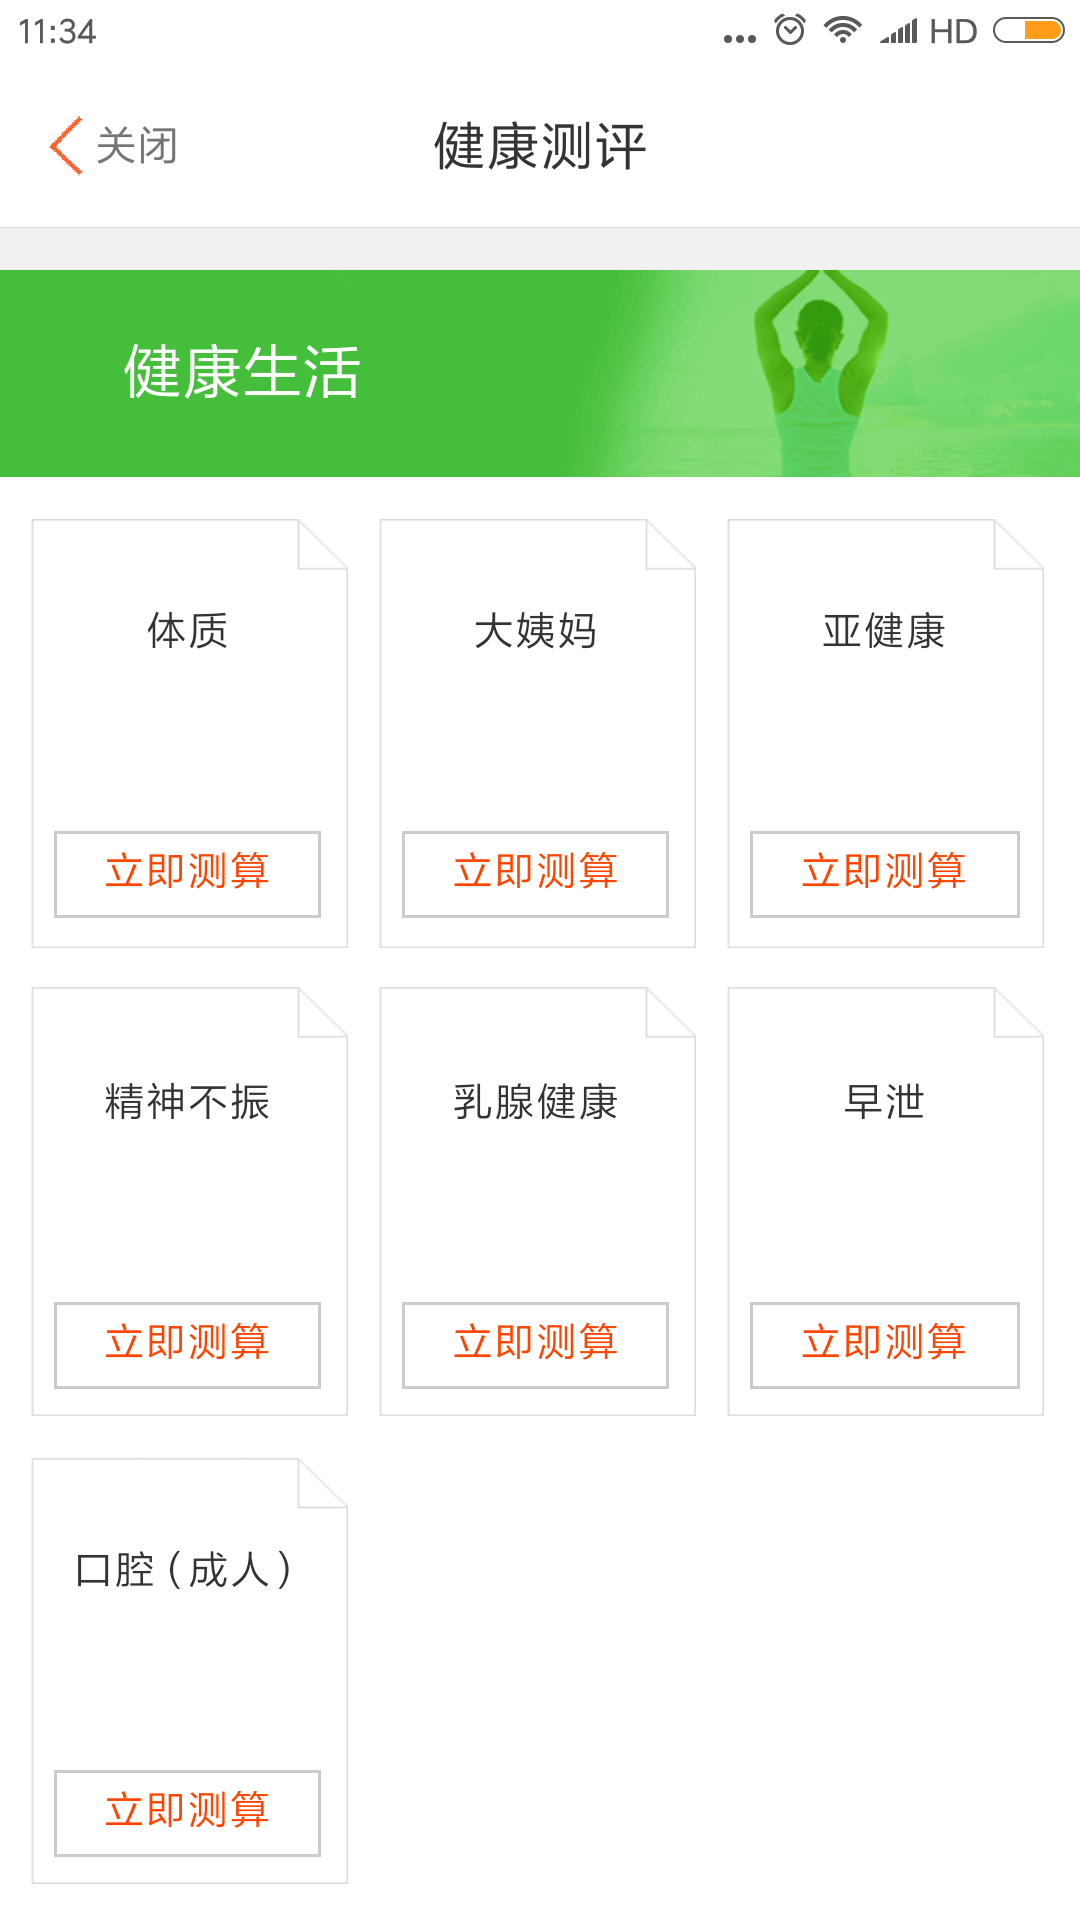 11:34
HD
关闭
健康测评
健康生活
体质
大姨妈
亚健康
立即测算
立即测算
立即测算
精神不振
乳腺健康
早泄
立即测算
立即测算
立即测算
口腔（成人）
立即测算